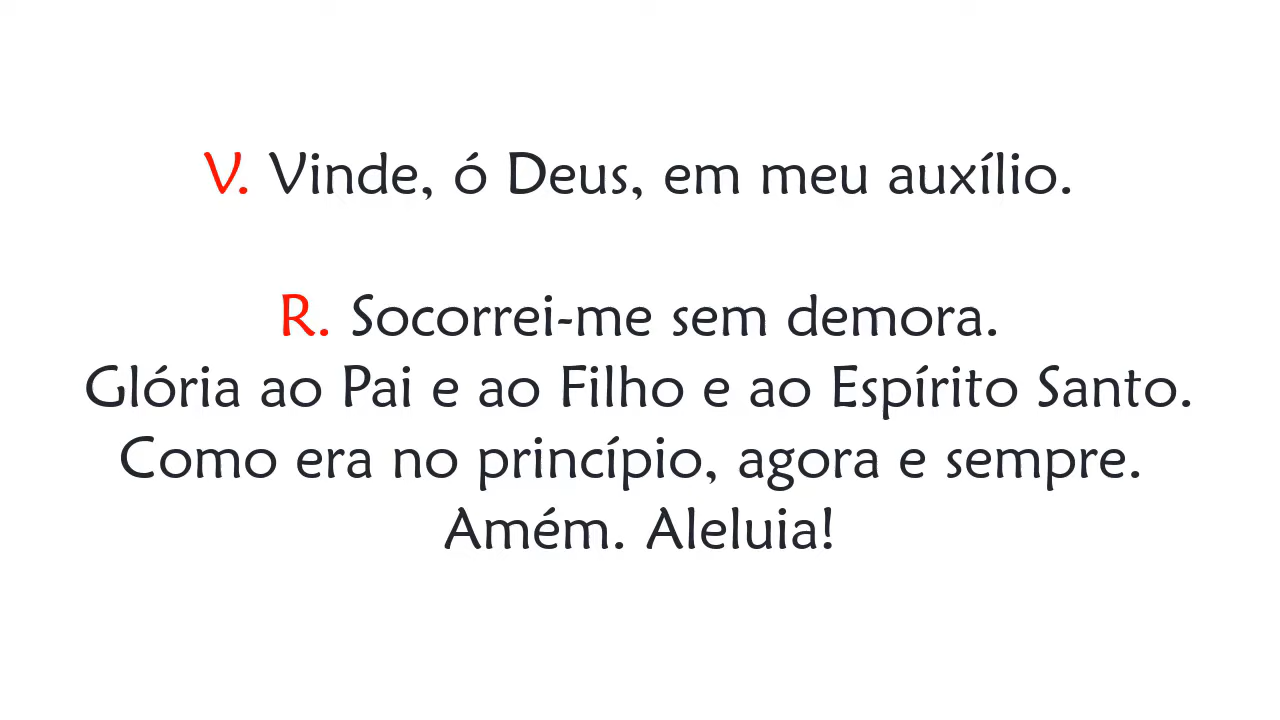 V. Vinde, ó Deus, em meu auxílio.
R. Socorrei-me sem demora.
Glória ao Pai e ao Filho e ao Espírito Santo.
Como era no princípio, agora e sempre.
Amém. Aleluia!